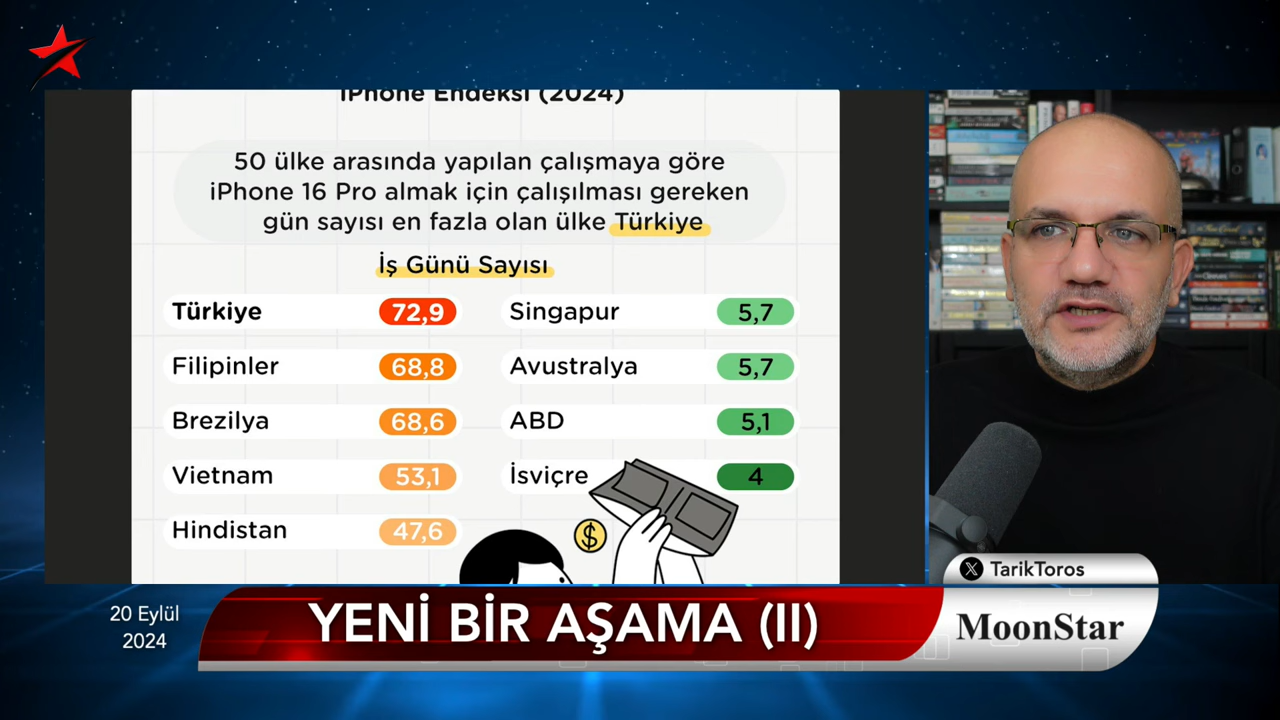 iPhone Endeksi (2024)
50 ülke arasında yapılan çalışmaya göre
iPhone 16 Pro almak için çalışılması gereken
gün sayısı en fazla olan ülke Türkiye
İş Günü Sayısı
Türkiye 72,9
Filipinler 68,8
Brezilya 68,6
Vietnam 53,1
Hindistan 47,6
Singapur 5,7
Avustralya 5,7
ABD 5,1
İsviçre 4
$
X TarikToros
20 Eylül
2024
YENİ BİR AŞAMA (II)
MoonStar